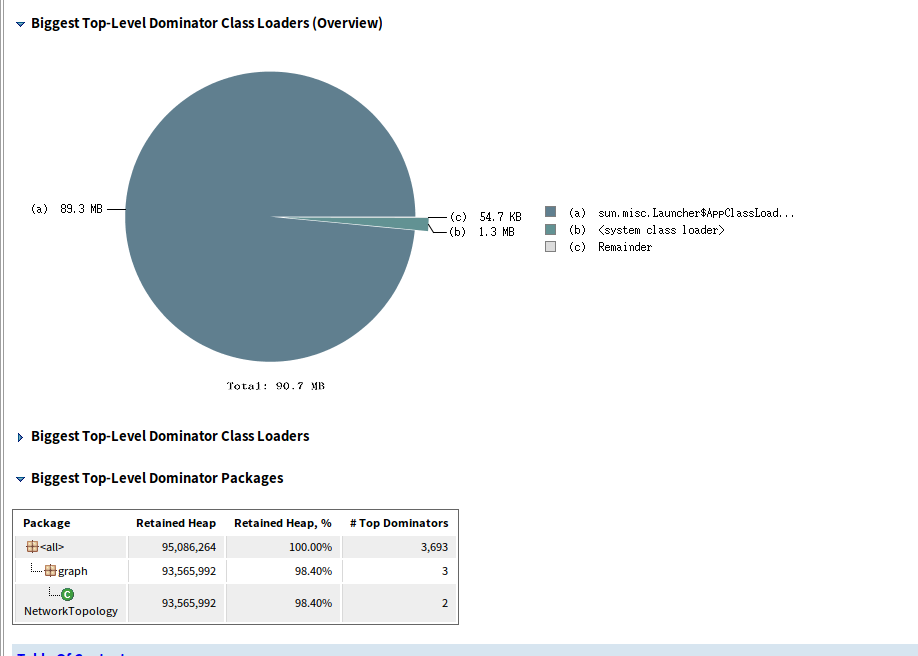 Biggest Top-Level Dominator Class Loaders (Overview)
(a) 89.3 MB
(c) 54.7 KB
(b) 1.3 MB
(a) sun.misc.Launcher$AppClassLoad...
(b) <system class loader>
(c) Remainder
Total: 90.7 MB
Biggest Top-Level Dominator Class Loaders
Biggest Top-Level Dominator Packages
Package Retained Heap Retained Heap, % # Top Dominators
<all> 95,086,264 100.00% 3,693
graph 93,565,992 98.40% 3
C
NetworkTopology 93,565,992 98.40% 2